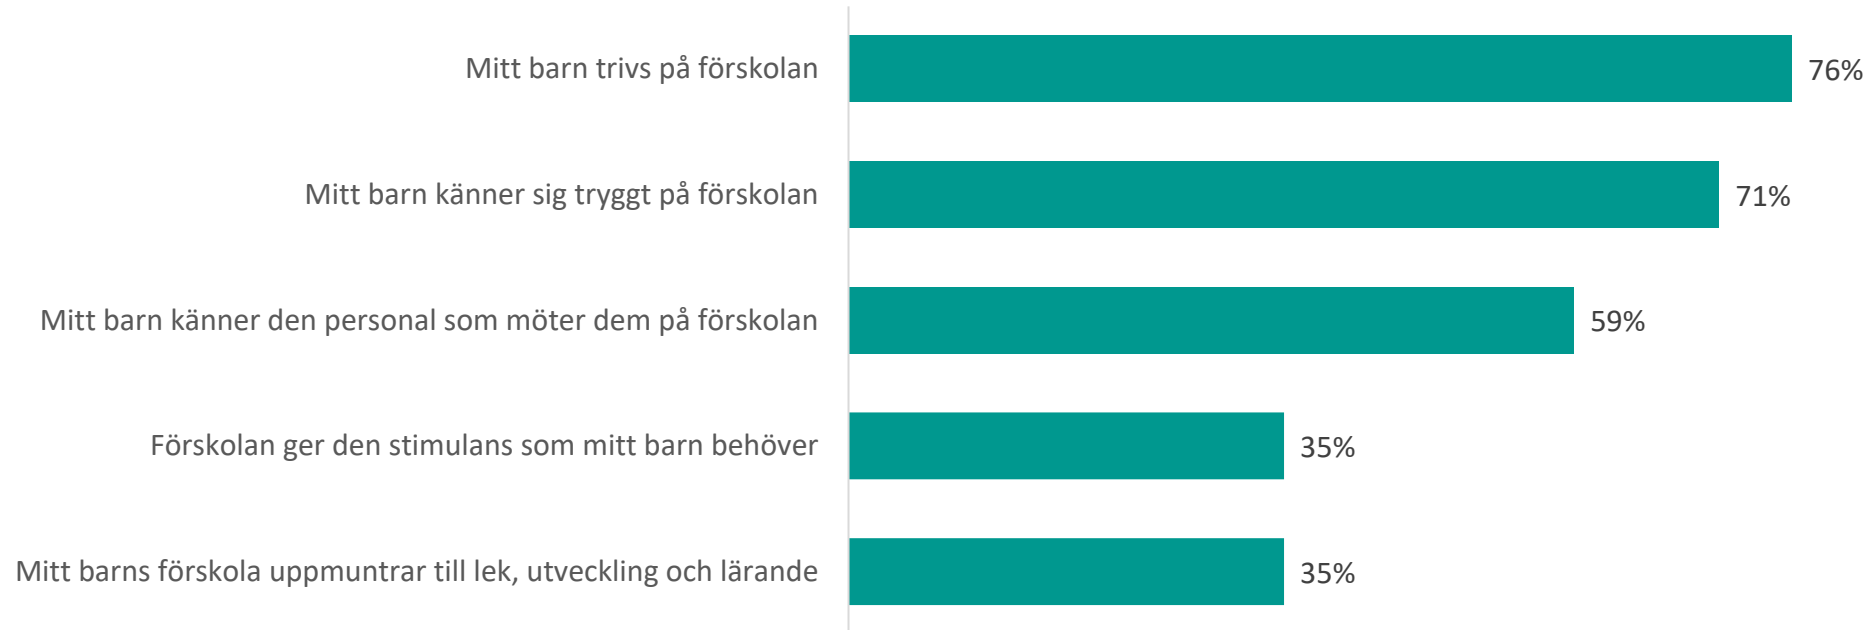 Mitt barn trivs på förskolan 76%
Mitt barn känner sig tryggt på förskolan 71%
Mitt barn känner den personal som möter dem på förskolan 59%
Förskolan ger den stimulans som mitt barn behöver 35%
Mitt barns förskola uppmuntrar till lek, utveckling och lärande 35%